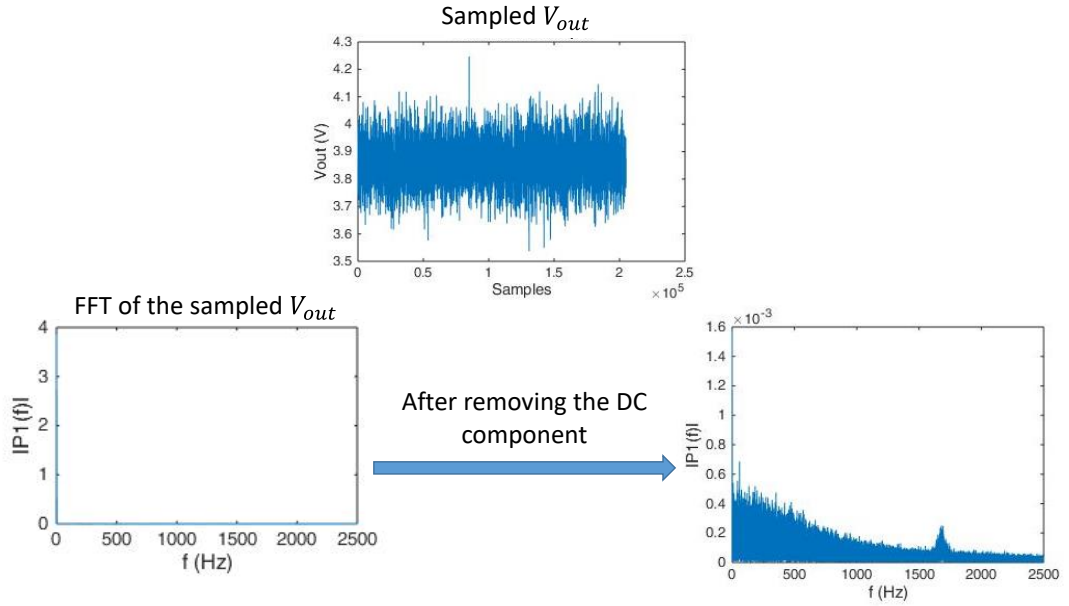 Sampled V_out
4.3
4.2
4.1
4
3.9
3.8
3.7
3.6
3.5
Vout (V)
0 0.5 1 1.5 2 2.5
Samples
×10^5
FFT of the sampled V_out
4
3
2
1
0
|P1(f)|
0 500 1000 1500 2000 2500
f (Hz)
After removing the DC
component
×10^-3
1.6
1.4
1.2
1
0.8
0.6
0.4
0.2
0
|P1(f)|
0 500 1000 1500 2000 2500
f (Hz)